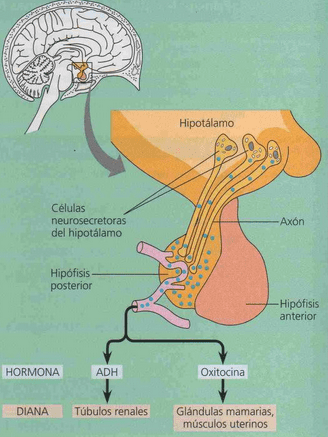 Hipotálamo
Células
neurosecretoras
del hipotálamo
Axón
Hipófisis
posterior
Hipófisis
anterior
HORMONA ADH Oxitocina
DIANA Túbulos renales Glándulas mamarias,
músculos uterinos